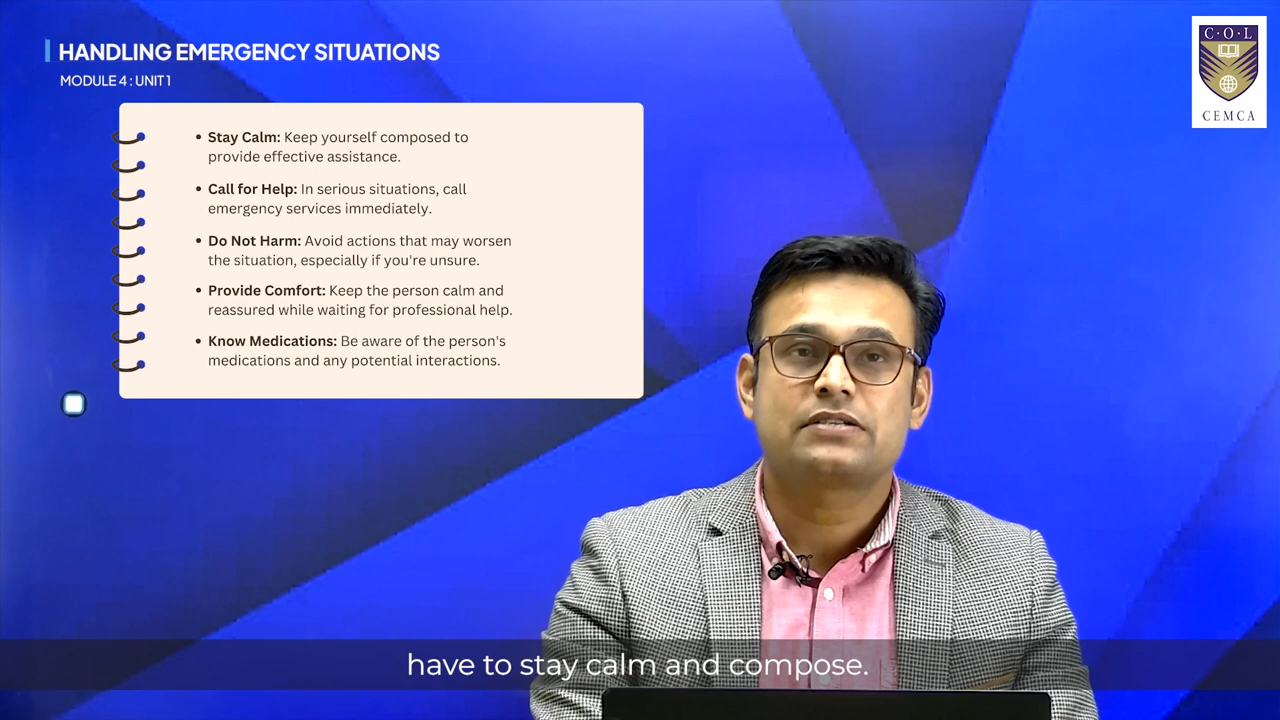 HANDLING EMERGENCY SITUATIONS
MODULE 4 : UNIT 1
C·O·L
CEMCA
• Stay Calm: Keep yourself composed to
provide effective assistance.
• Call for Help: In serious situations, call
emergency services immediately.
• Do Not Harm: Avoid actions that may worsen
the situation, especially if you're unsure.
• Provide Comfort: Keep the person calm and
reassured while waiting for professional help.
• Know Medications: Be aware of the person's
medications and any potential interactions.
have to stay calm and compose.